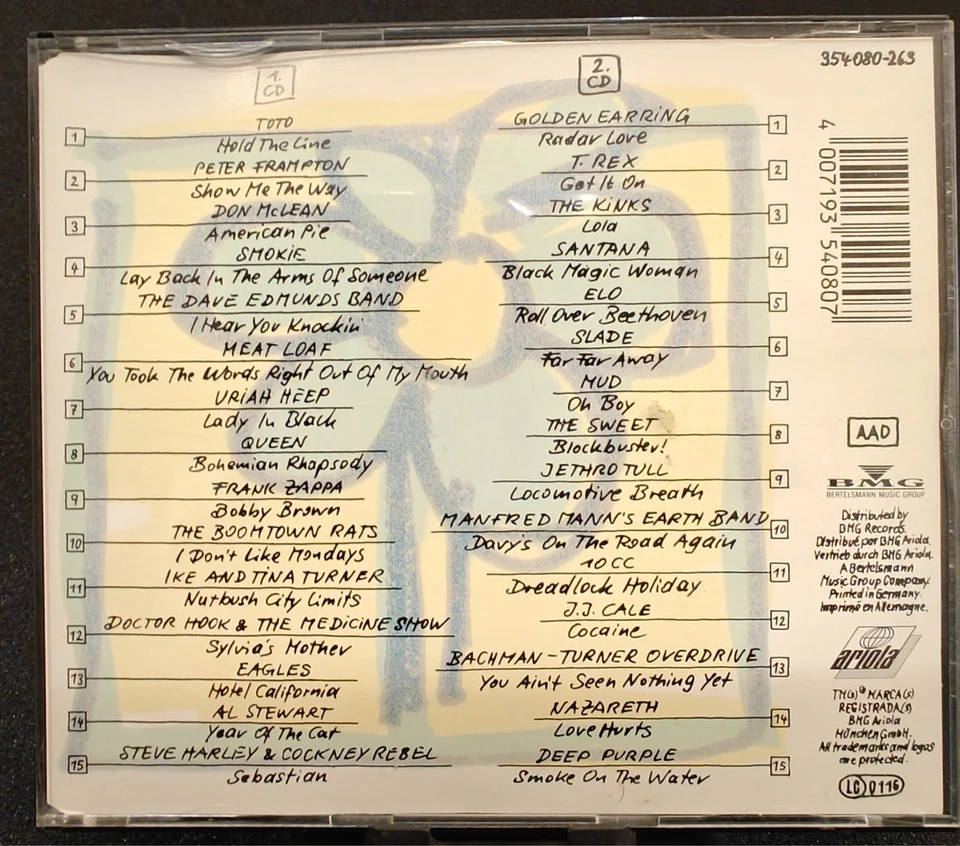 354080-263
1. CD
1 TOTO
Hold The Line
2 PETER FRAMPTON
Show Me The Way
3 DON McLEAN
American Pie
4 SMOKIE
Lay Back In The Arms Of Someone
5 THE DAVE EDMUNDS BAND
I Hear You Knockin'
6 MEAT LOAF
You Took The Words Right Out Of My Mouth
7 URIAH HEEP
Lady In Black
8 QUEEN
Bohemian Rhapsody
9 FRANK ZAPPA
Bobby Brown
10 THE BOOMTOWN RATS
I Don't Like Mondays
11 IKE AND TINA TURNER
Nutbush City Limits
12 DOCTOR HOOK & THE MEDICINE SHOW
Sylvia's Mother
13 EAGLES
Hotel California
14 AL STEWART
Year Of The Cat
15 STEVE HARLEY & COCKNEY REBEL
Sebastian
2. CD
GOLDEN EARRING 1
Radar Love
T. REX 2
Get It On
THE KINKS 3
Lola
SANTANA 4
Black Magic Woman
ELO 5
Roll Over Beethoven
SLADE 6
Far Far Away
MUD 7
Oh Boy
THE SWEET 8
Blockbuster!
JETHRO TULL 9
Locomotive Breath
MANFRED MANN'S EARTH BAND 10
Davy's On The Road Again
10 CC 11
Dreadlock Holiday
J.J. CALE 12
Cocaine
BACHMAN-TURNER OVERDRIVE 13
You Ain't Seen Nothing Yet
NAZARETH 14
Love Hurts
DEEP PURPLE 15
Smoke On The Water
4 007193 540807
AAD
BMG
BERTELSMANN MUSIC GROUP
Distributed by
BMG Records.
Distribué par BMG Ariola.
Vertrieb durch BMG Ariola.
A Bertelsmann
Music Group Company.
Printed in Germany.
Imprimé en Allemagne.
ariola
TM(s) ® MARCA(s)
REGISTRADA(S)
BMG Ariola
München GmbH.
All trademarks and logos
are protected.
LC 0116